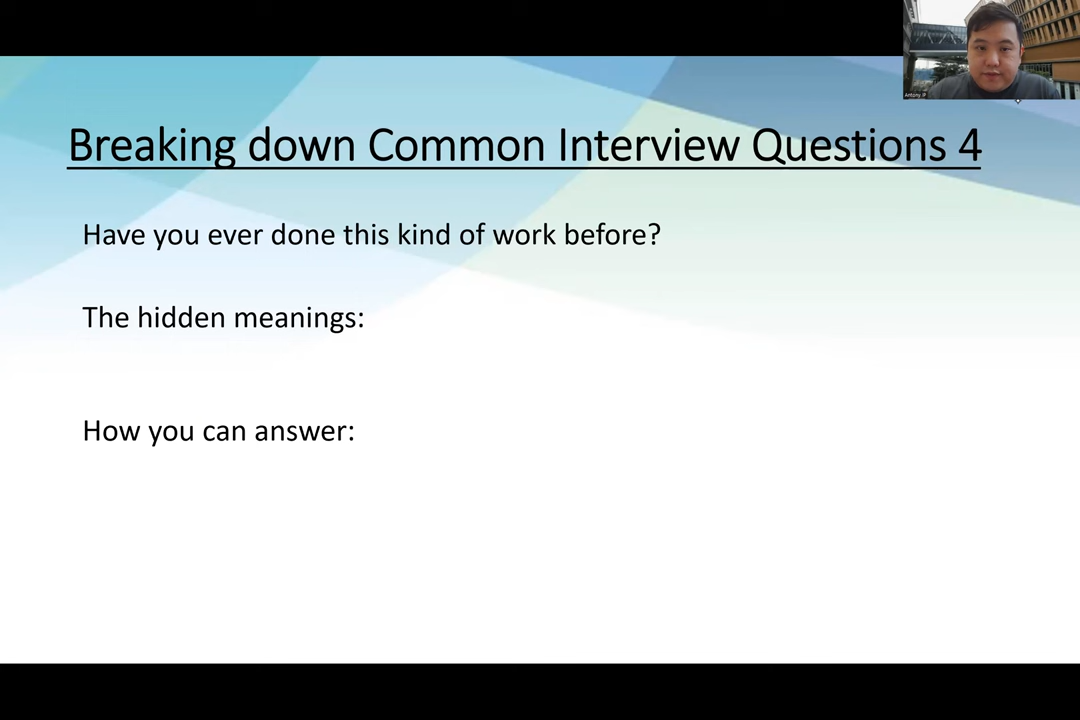 Antony P
Breaking down Common Interview Questions 4
Have you ever done this kind of work before?
The hidden meanings:
How you can answer: